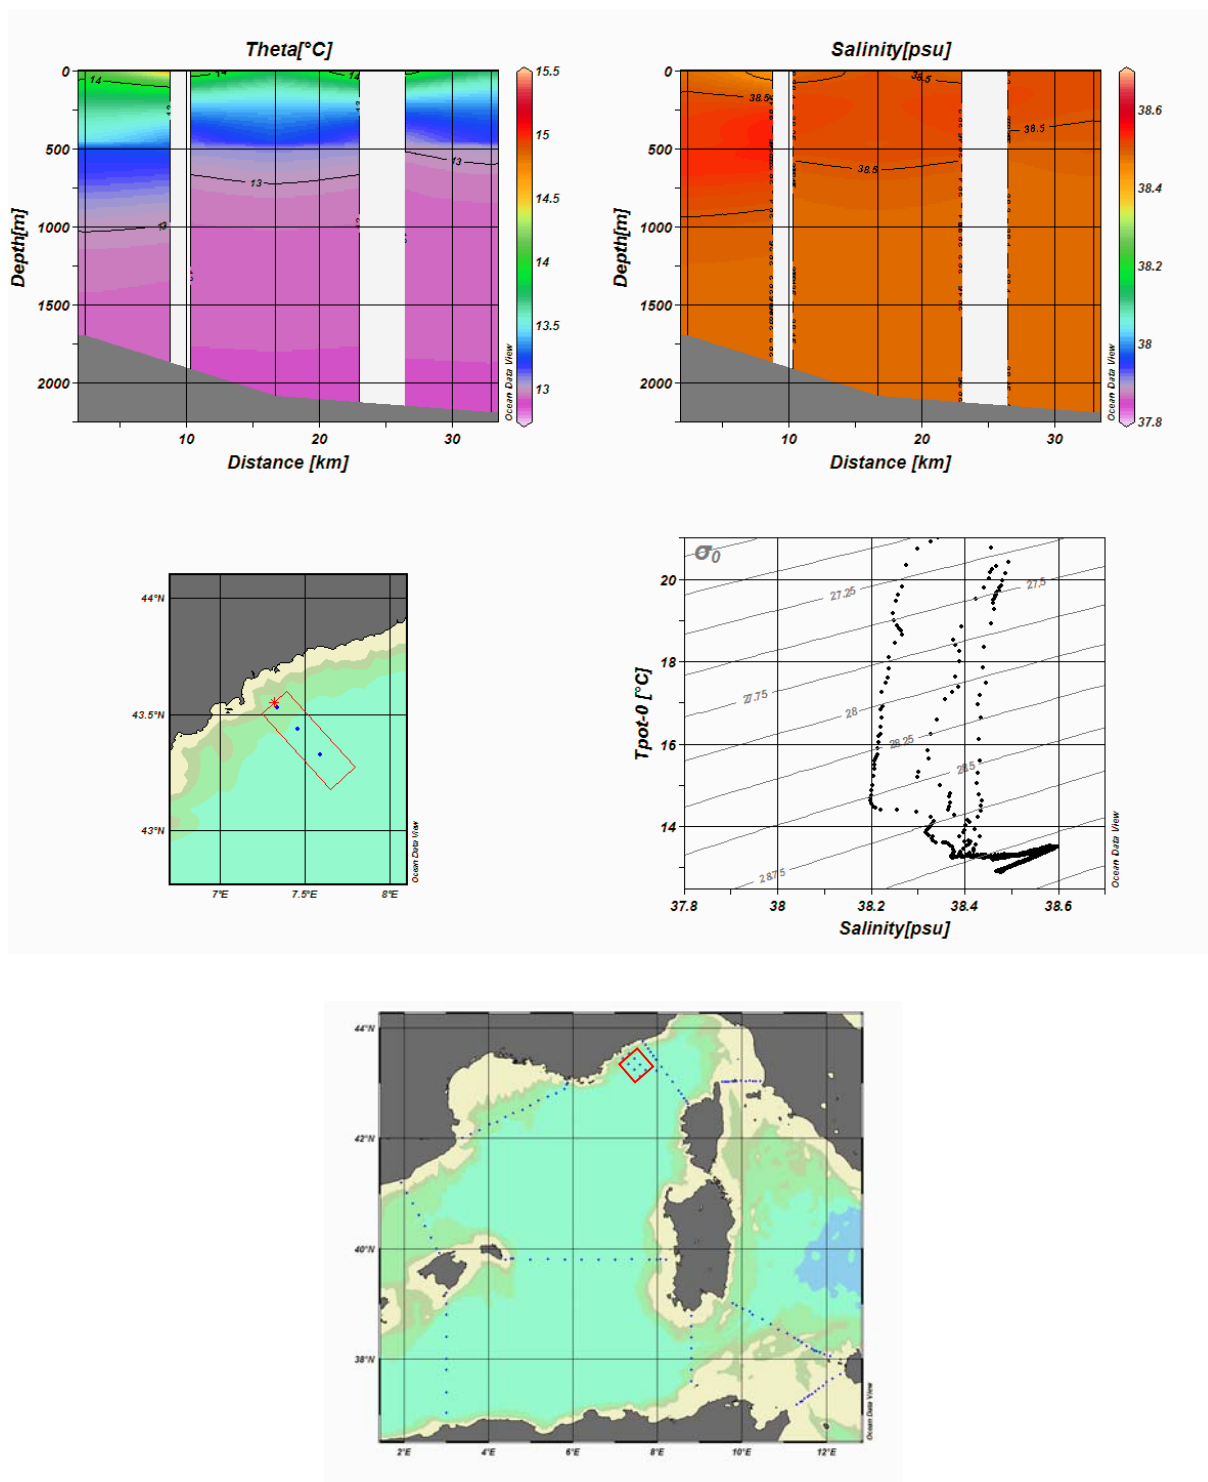 Theta[°C]
Salinity[psu]
0
500
1000
1500
2000
Depth[m]
14
14
14
13
13
13
15.5
15
14.5
14
13.5
13
Ocean Data View
10
20
30
Distance [km]
0
500
1000
1500
2000
Depth[m]
38.5
38.5
38.5
38.5
38.6
38.4
38.2
38
37.8
Ocean Data View
10
20
30
Distance [km]
44°N
43.5°N
43°N
7°E
7.5°E
8°E
Ocean Data View
σ0
20
18
16
14
Tpot-0 [°C]
27.25
27.5
27.75
28
28.25
28.5
28.75
37.8
38
38.2
38.4
38.6
Salinity[psu]
Ocean Data View
44°N
42°N
40°N
38°N
2°E
4°E
6°E
8°E
10°E
12°E
Ocean Data View